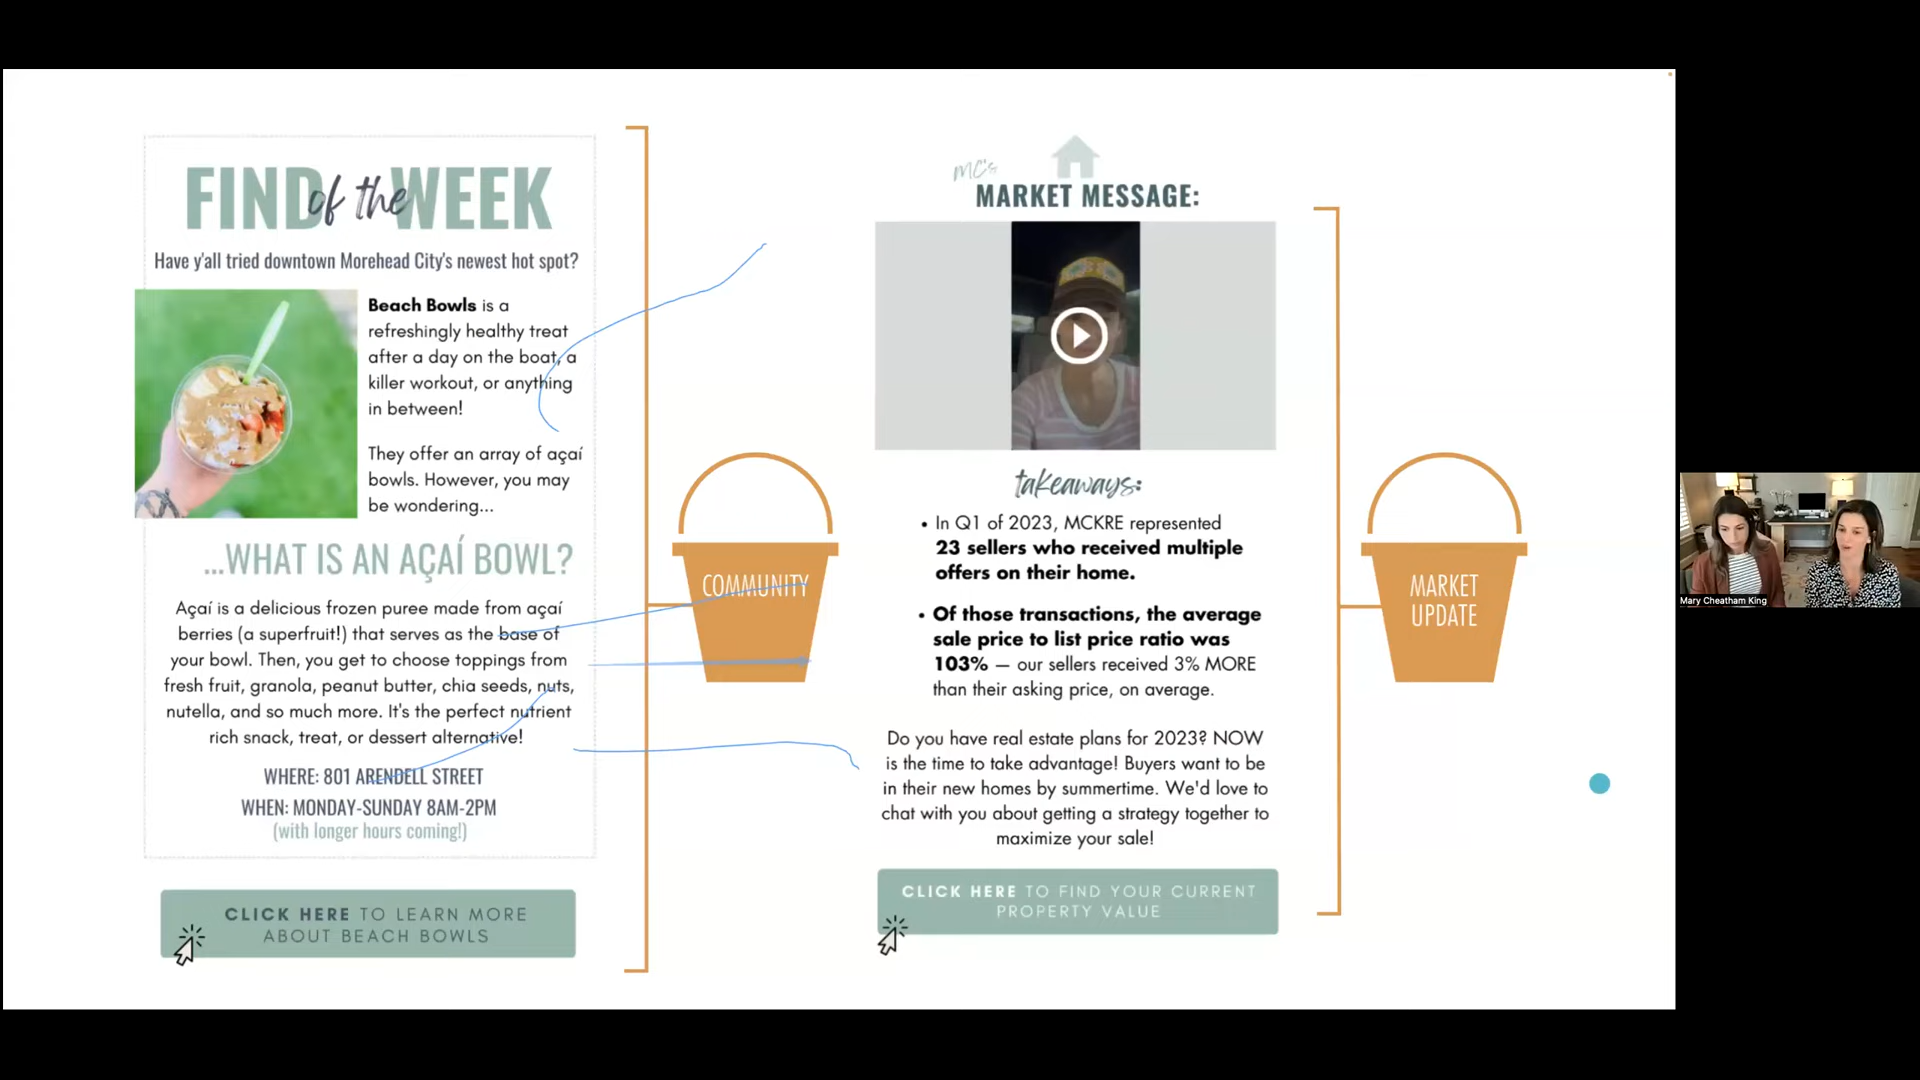 FIND of the WEEK
Have y'all tried downtown Morehead City's newest hot spot?
Beach Bowls is a
refreshingly healthy treat
after a day on the boat, a
killer workout, or anything
in between!
They offer an array of açaí
bowls. However, you may
be wondering...
...WHAT IS AN AÇAÍ BOWL?
Açaí is a delicious frozen puree made from açaí
berries (a superfruit!) that serves as the base of
your bowl. Then, you get to choose toppings from
fresh fruit, granola, peanut butter, chia seeds, nuts,
nutella, and so much more. It's the perfect nutrient
rich snack, treat, or dessert alternative!
WHERE: 801 ARENDELL STREET
WHEN: MONDAY-SUNDAY 8AM-2PM
(with longer hours coming!)
CLICK HERE TO LEARN MORE
ABOUT BEACH BOWLS
COMMUNITY
MC's
MARKET MESSAGE:
takeaways:
• In Q1 of 2023, MCKRE represented
23 sellers who received multiple
offers on their home.
• Of those transactions, the average
sale price to list price ratio was
103% — our sellers received 3% MORE
than their asking price, on average.
Do you have real estate plans for 2023? NOW
is the time to take advantage! Buyers want to be
in their new homes by summertime. We'd love to
chat with you about getting a strategy together to
maximize your sale!
CLICK HERE TO FIND YOUR CURRENT
PROPERTY VALUE
MARKET
UPDATE
Mary Cheatham King